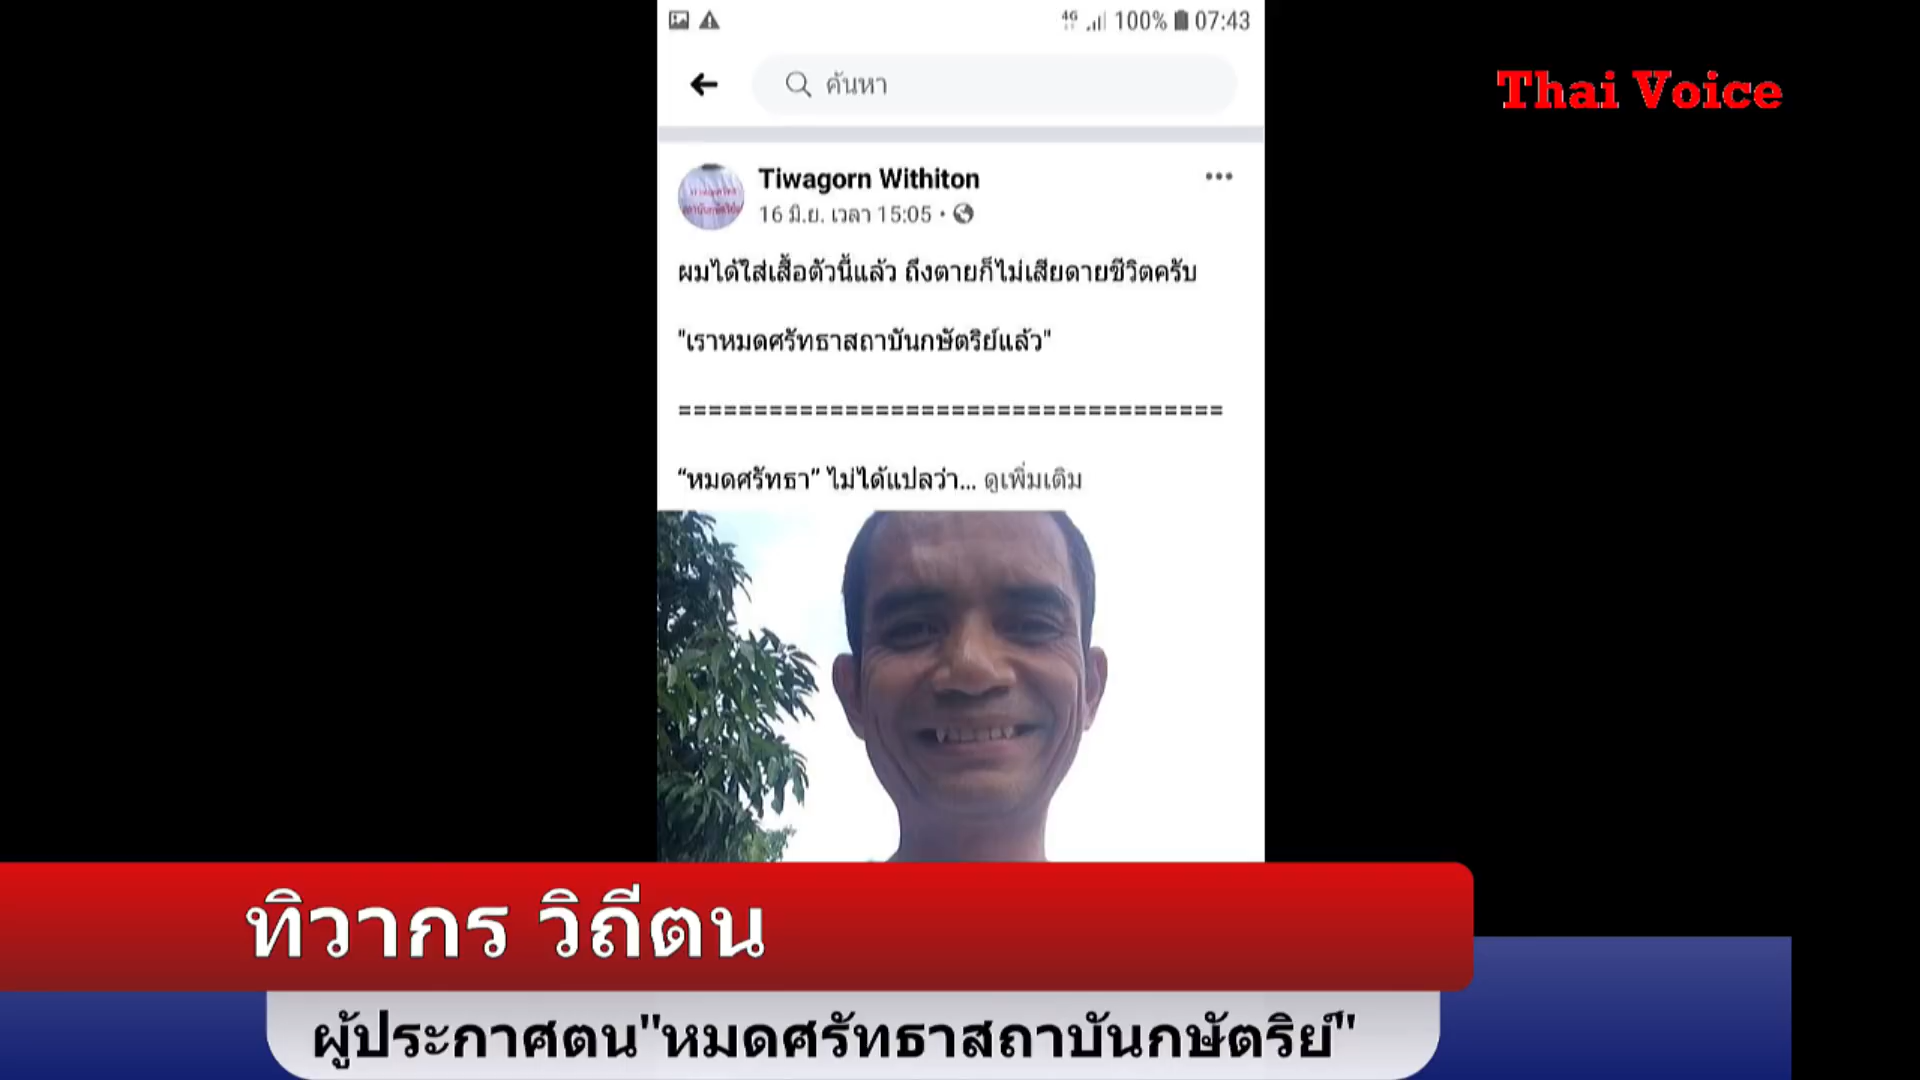 4G 100% 07:43
ค้นหา
Thai Voice
Tiwagorn Withiton
16 มิ.ย. เวลา 15:05 •
ผมได้ใส่เสื้อตัวนี้แล้ว ถึงตายก็ไม่เสียดายชีวิตครับ
"เราหมดศรัทธาสถาบันกษัตริย์แล้ว"
====================================
“หมดศรัทธา” ไม่ได้แปลว่า... ดูเพิ่มเติม
ทิวากร วิถีตน
ผู้ประกาศตน"หมดศรัทธาสถาบันกษัตริย์"